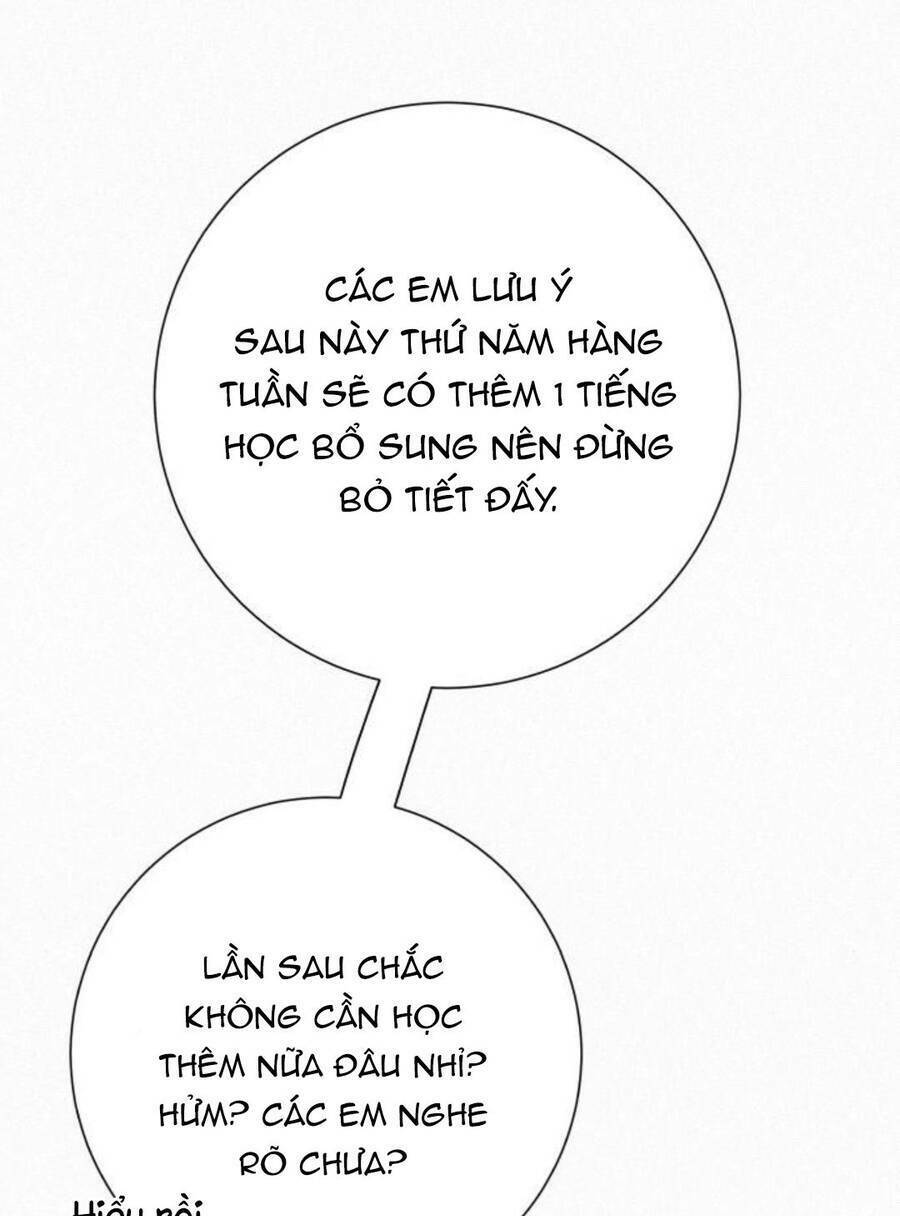 CÁC EM LƯU Ý
SAU NÀY THỨ NĂM HÀNG
TUẦN SẼ CÓ THÊM 1 TIẾNG
HỌC BỔ SUNG NÊN ĐỪNG
BỎ TIẾT ĐẤY.
LẦN SAU CHẮC
KHÔNG CẦN HỌC
THÊM NỮA ĐÂU NHỈ?
HỬM? CÁC EM NGHE
RÕ CHƯA?
Hiểu rồi